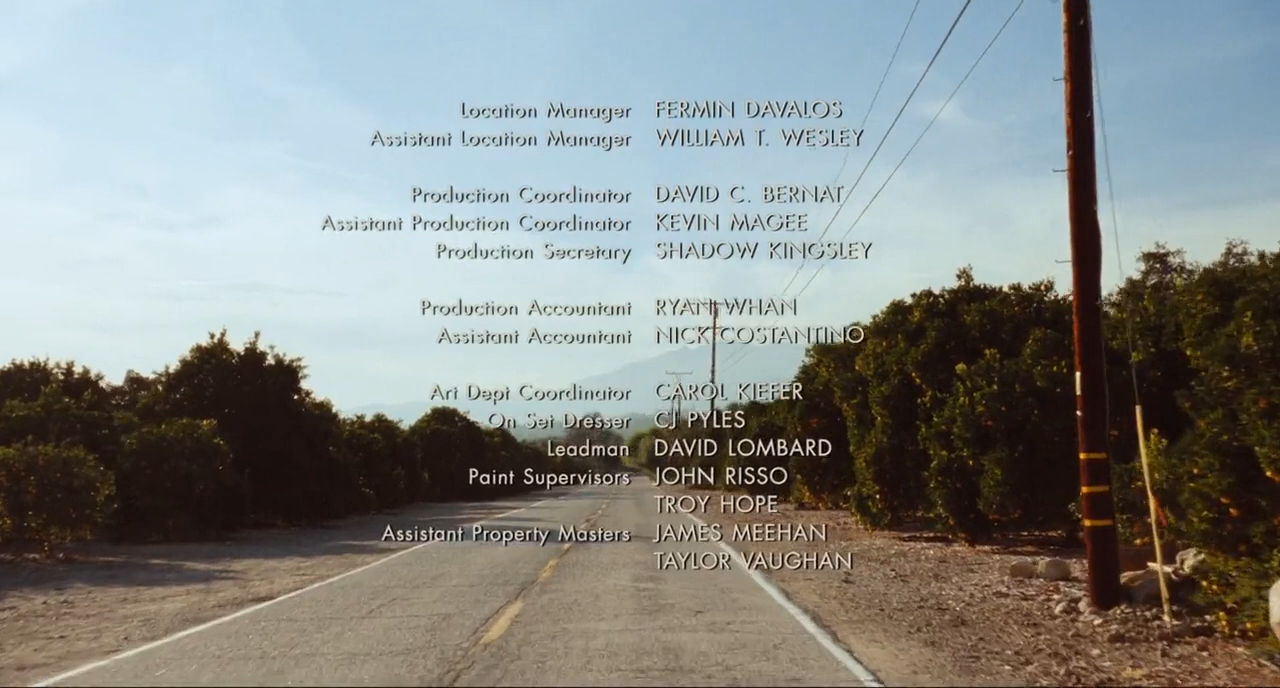 Location Manager FERMIN DAVALOS
Assistant Location Manager WILLIAM T. WESLEY
Production Coordinator DAVID C. BERNAT
Assistant Production Coordinator KEVIN MAGEE
Production Secretary SHADOW KINGSLEY
Production Accountant RYAN WHAN
Assistant Accountant NICK COSTANTINO
Art Dept Coordinator CAROL KIEFER
On Set Dresser CJ PYLES
Leadman DAVID LOMBARD
Paint Supervisors JOHN RISSO
TROY HOPE
Assistant Property Masters JAMES MEEHAN
TAYLOR VAUGHAN